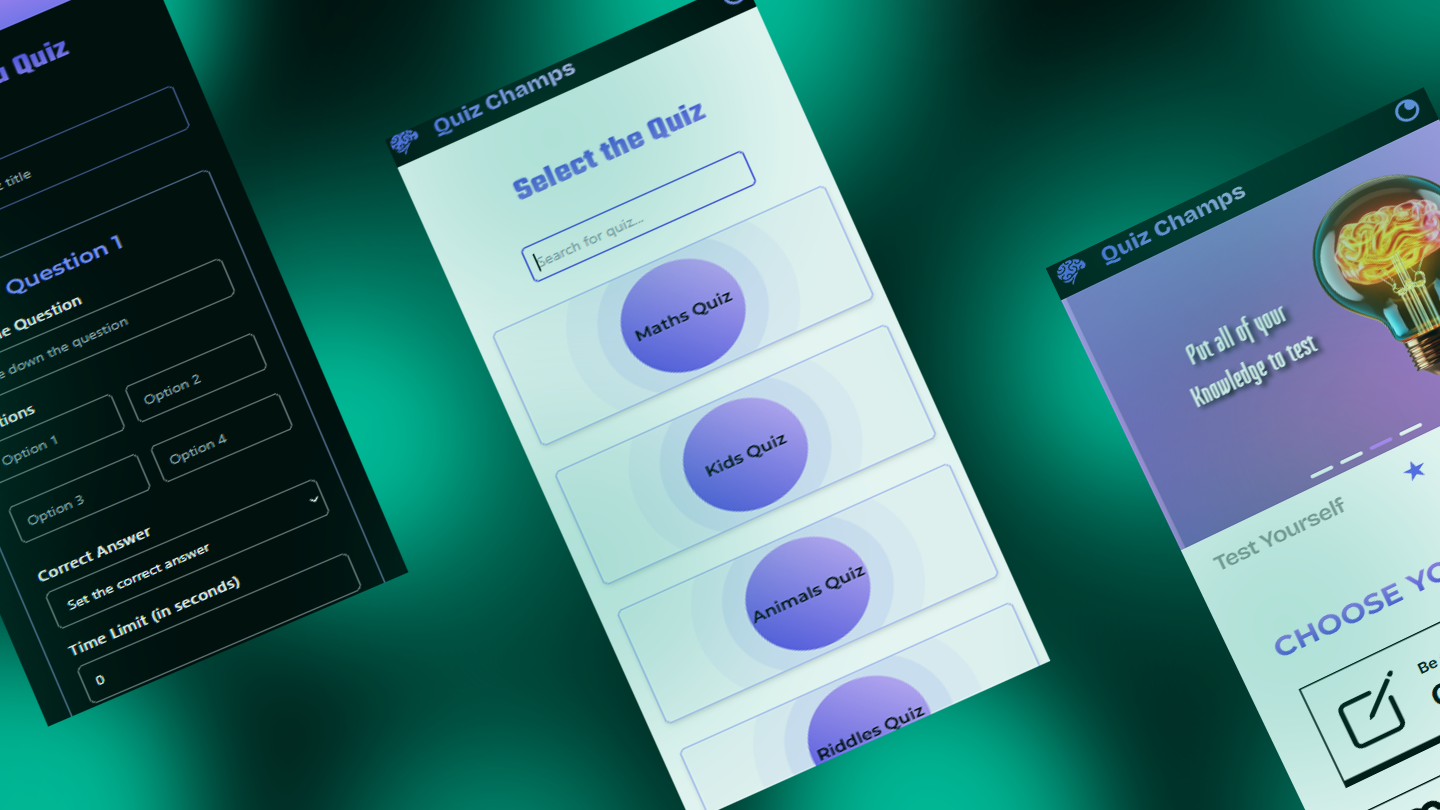 Quiz
title
Question 1
Question
down the question
Option 1
Option 2
Option 3
Option 4
Correct Answer
Set the correct answer
Time Limit (in seconds)
0
Quiz Champs
Select the Quiz
Search for quiz...
Maths Quiz
Kids Quiz
Animals Quiz
Riddles Quiz
Quiz Champs
Put all of your
Knowledge to test
Test Yourself
CHOOSE YO
Be